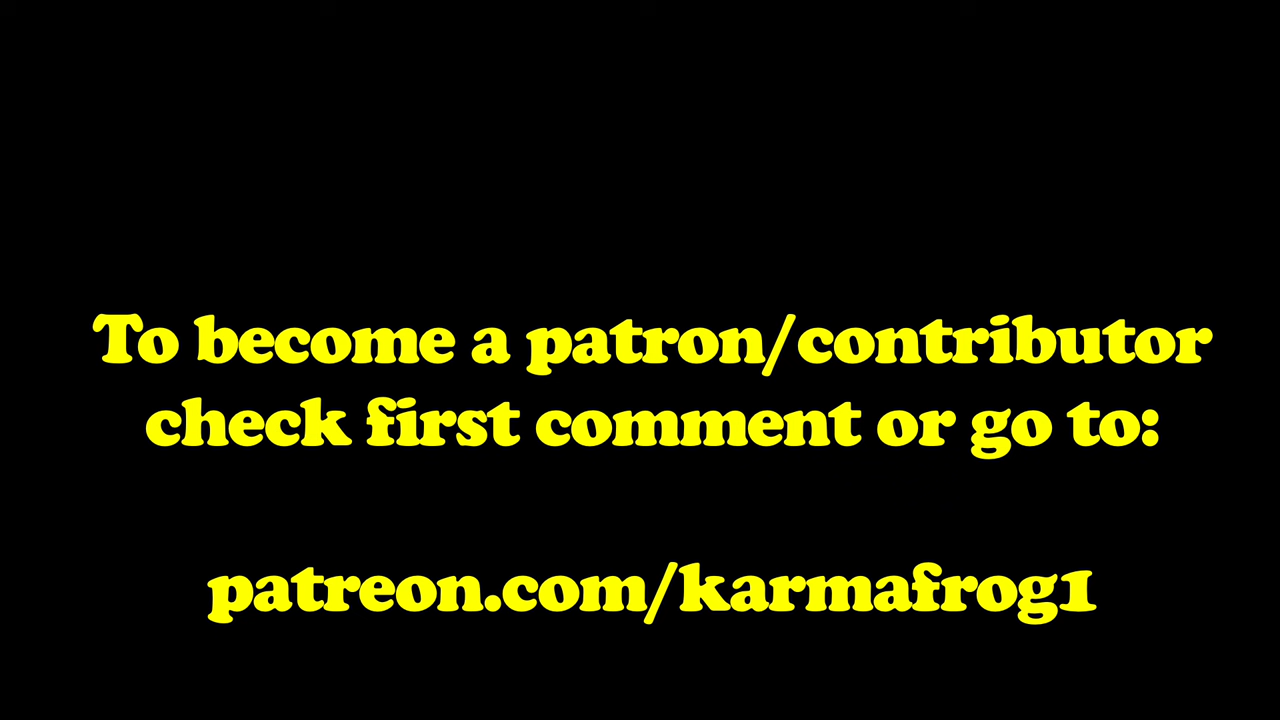 To become a patron/contributor
check first comment or go to:
patreon.com/karmafrog1